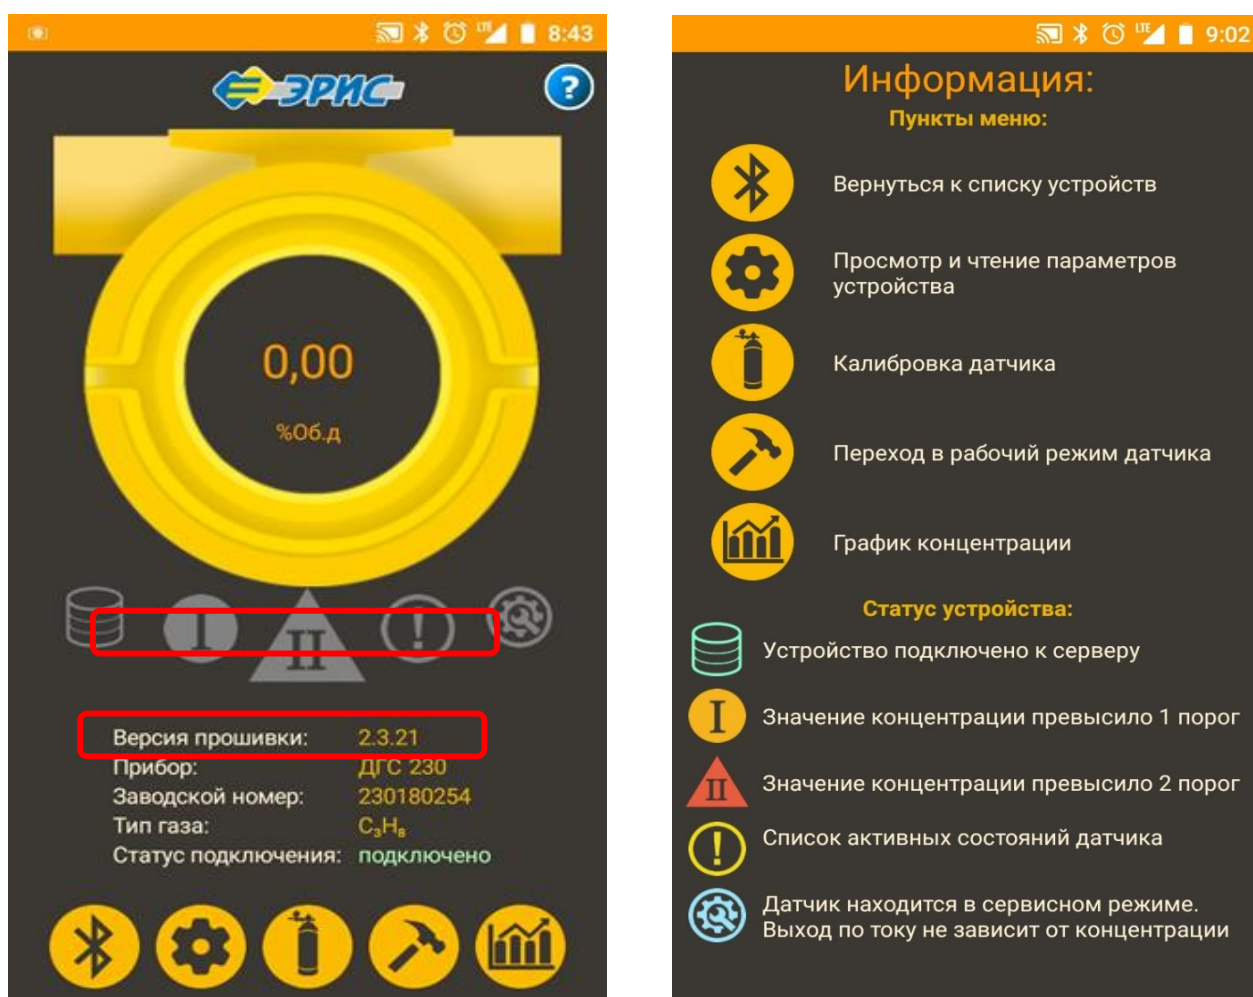 LTE 8:43
ЭРИС
?
0,00
%Об.д
I
II
!
Версия прошивки: 2.3.21
Прибор: ДГС 230
Заводской номер: 230180254
Тип газа: C₃H₈
Статус подключения: подключено
LTE 9:02
Информация:
Пункты меню:
Вернуться к списку устройств
Просмотр и чтение параметров
устройства
Калибровка датчика
Переход в рабочий режим датчика
График концентрации
Статус устройства:
Устройство подключено к серверу
I Значение концентрации превысило 1 порог
II Значение концентрации превысило 2 порог
! Список активных состояний датчика
Датчик находится в сервисном режиме.
Выход по току не зависит от концентрации